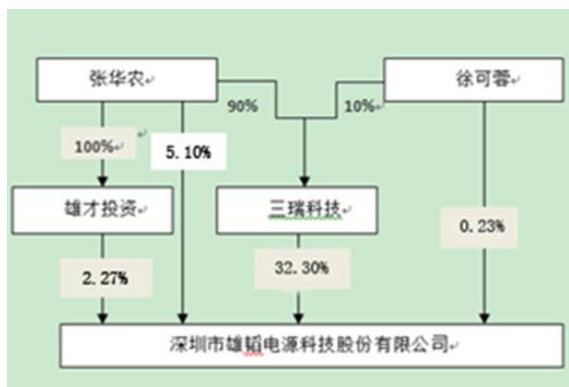 张华农
徐可蓉
90%
10%
100%
5.10%
雄才投资
三瑞科技
0.23%
2.27%
32.30%
深圳市雄韬电源科技股份有限公司